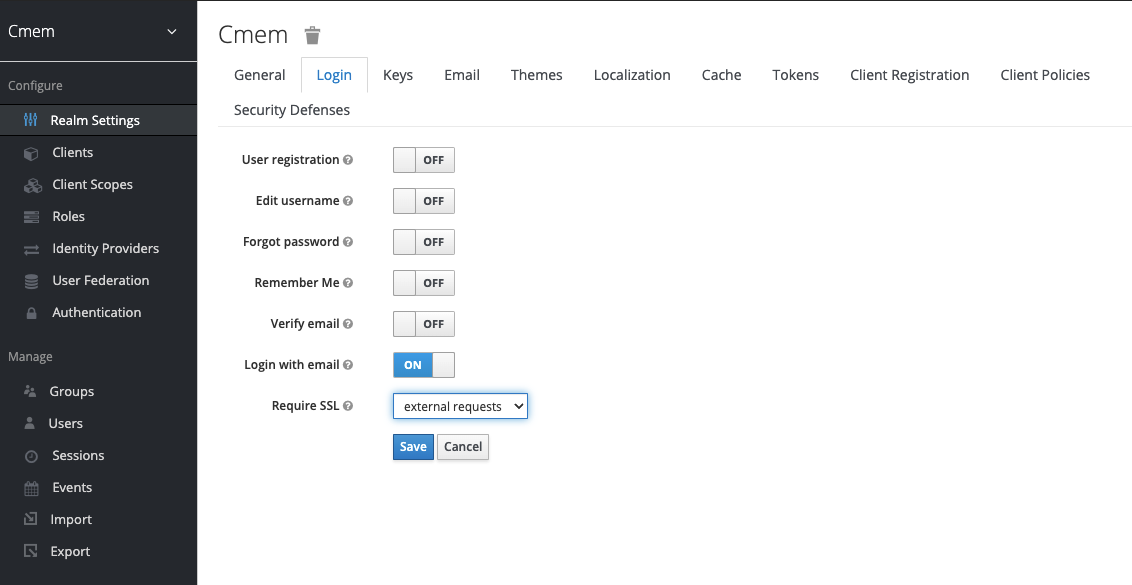 Cmem
Configure
Realm Settings
Clients
Client Scopes
Roles
Identity Providers
User Federation
Authentication
Manage
Groups
Users
Sessions
Events
Import
Export
Cmem
General Login Keys Email Themes Localization Cache Tokens Client Registration Client Policies
Security Defenses
User registration OFF
Edit username OFF
Forgot password OFF
Remember Me OFF
Verify email OFF
Login with email ON
Require SSL external requests
Save Cancel